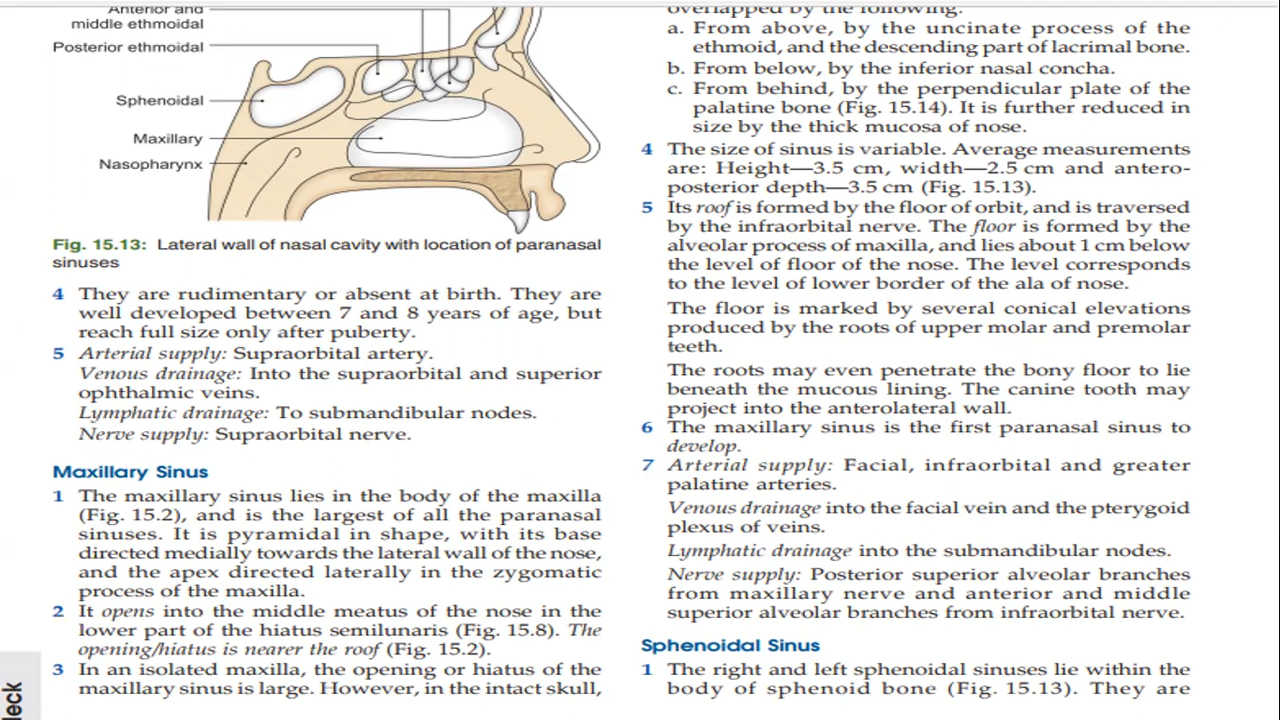 Anterior and
middle ethmoidal
Posterior ethmoidal
Sphenoidal
Maxillary
Nasopharynx
Fig. 15.13: Lateral wall of nasal cavity with location of paranasal
sinuses
4 They are rudimentary or absent at birth. They are
well developed between 7 and 8 years of age, but
reach full size only after puberty.
5 Arterial supply: Supraorbital artery.
Venous drainage: Into the supraorbital and superior
ophthalmic veins.
Lymphatic drainage: To submandibular nodes.
Nerve supply: Supraorbital nerve.
Maxillary Sinus
1 The maxillary sinus lies in the body of the maxilla
(Fig. 15.2), and is the largest of all the paranasal
sinuses. It is pyramidal in shape, with its base
directed medially towards the lateral wall of the nose,
and the apex directed laterally in the zygomatic
process of the maxilla.
2 It opens into the middle meatus of the nose in the
lower part of the hiatus semilunaris (Fig. 15.8). The
opening/hiatus is nearer the roof (Fig. 15.2).
3 In an isolated maxilla, the opening or hiatus of the
maxillary sinus is large. However, in the intact skull,
overlapped by the following:
a. From above, by the uncinate process of the
ethmoid, and the descending part of lacrimal bone.
b. From below, by the inferior nasal concha.
c. From behind, by the perpendicular plate of the
palatine bone (Fig. 15.14). It is further reduced in
size by the thick mucosa of nose.
4 The size of sinus is variable. Average measurements
are: Height—3.5 cm, width—2.5 cm and antero-
posterior depth—3.5 cm (Fig. 15.13).
5 Its roof is formed by the floor of orbit, and is traversed
by the infraorbital nerve. The floor is formed by the
alveolar process of maxilla, and lies about 1 cm below
the level of floor of the nose. The level corresponds
to the level of lower border of the ala of nose.
The floor is marked by several conical elevations
produced by the roots of upper molar and premolar
teeth.
The roots may even penetrate the bony floor to lie
beneath the mucous lining. The canine tooth may
project into the anterolateral wall.
6 The maxillary sinus is the first paranasal sinus to
develop.
7 Arterial supply: Facial, infraorbital and greater
palatine arteries.
Venous drainage into the facial vein and the pterygoid
plexus of veins.
Lymphatic drainage into the submandibular nodes.
Nerve supply: Posterior superior alveolar branches
from maxillary nerve and anterior and middle
superior alveolar branches from infraorbital nerve.
Sphenoidal Sinus
1 The right and left sphenoidal sinuses lie within the
body of sphenoid bone (Fig. 15.13). They are